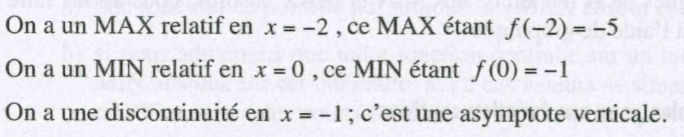 On a un MAX relatif en x = −2 , ce MAX étant f(−2) = −5
On a un MIN relatif en x = 0 , ce MIN étant f(0) = −1
On a une discontinuité en x = −1; c'est une asymptote verticale.